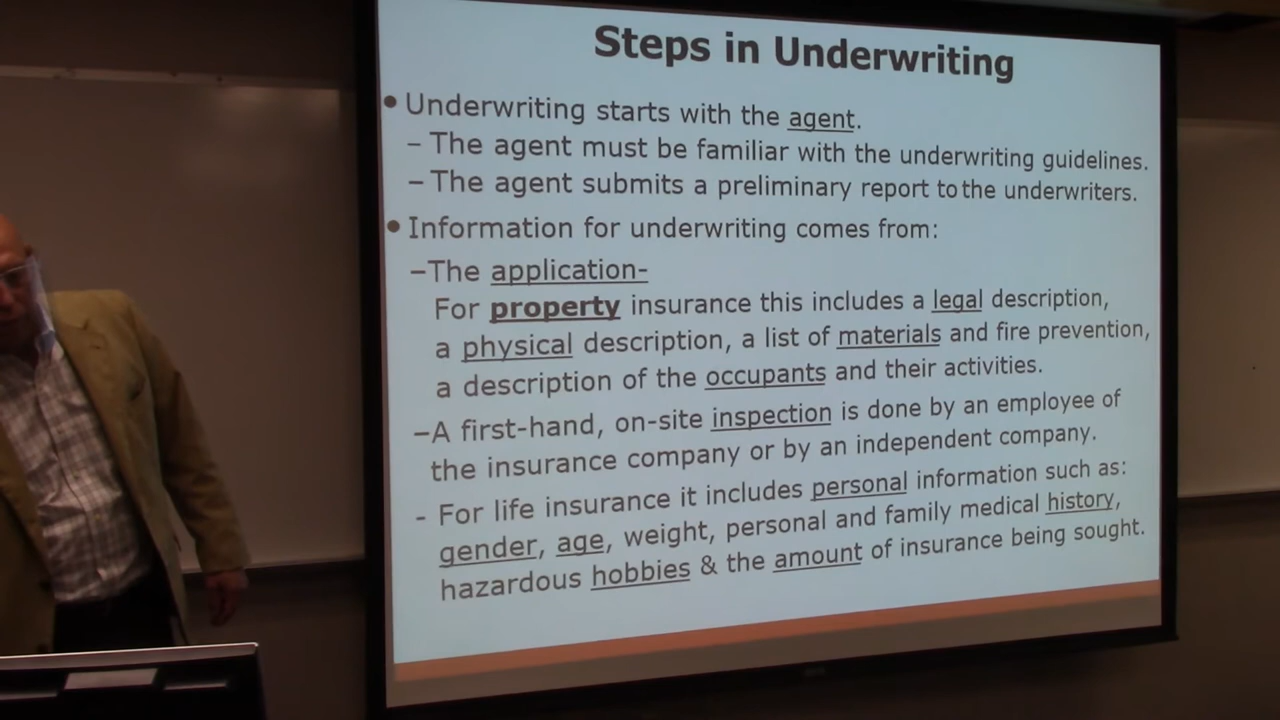 Steps in Underwriting
• Underwriting starts with the agent.
– The agent must be familiar with the underwriting guidelines.
– The agent submits a preliminary report to the underwriters.
• Information for underwriting comes from:
–The application-
For property insurance this includes a legal description,
a physical description, a list of materials and fire prevention,
a description of the occupants and their activities.
–A first-hand, on-site inspection is done by an employee of
the insurance company or by an independent company.
- For life insurance it includes personal information such as:
gender, age, weight, personal and family medical history,
hazardous hobbies & the amount of insurance being sought.